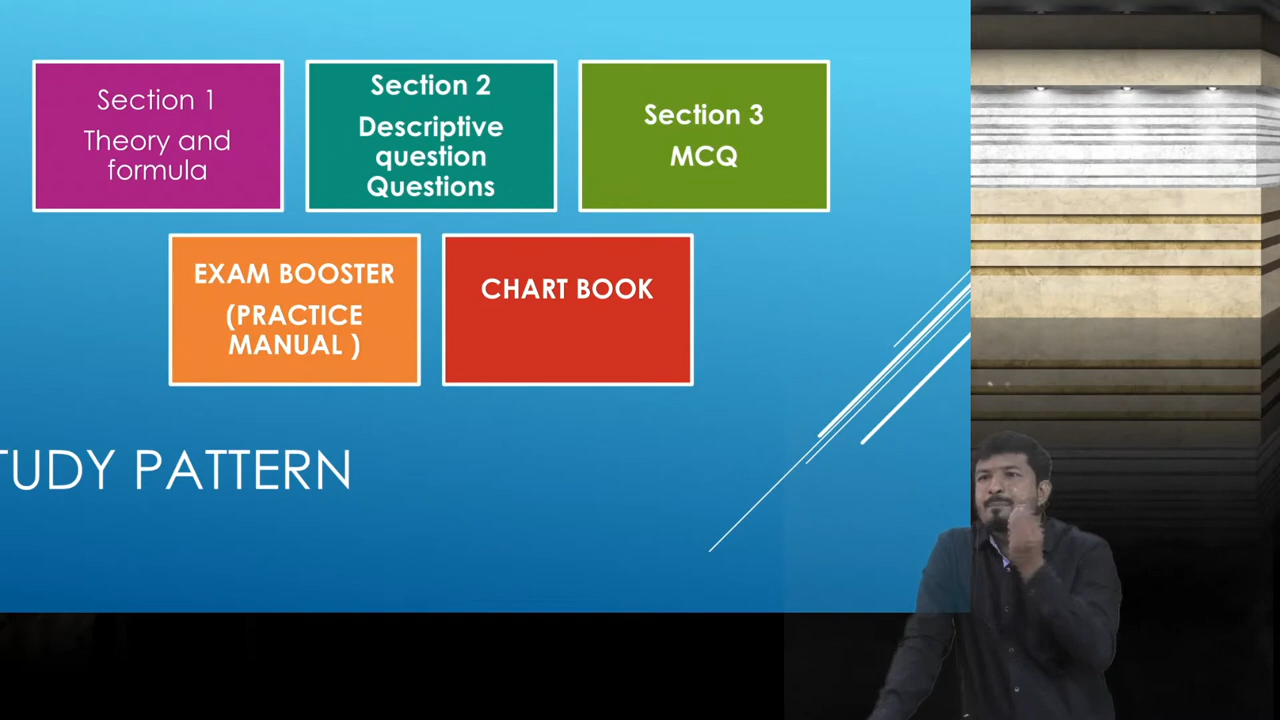 Section 1
Theory and
formula
Section 2
Descriptive
question
Questions
Section 3
MCQ
EXAM BOOSTER
(PRACTICE
MANUAL )
CHART BOOK
TUDY PATTERN